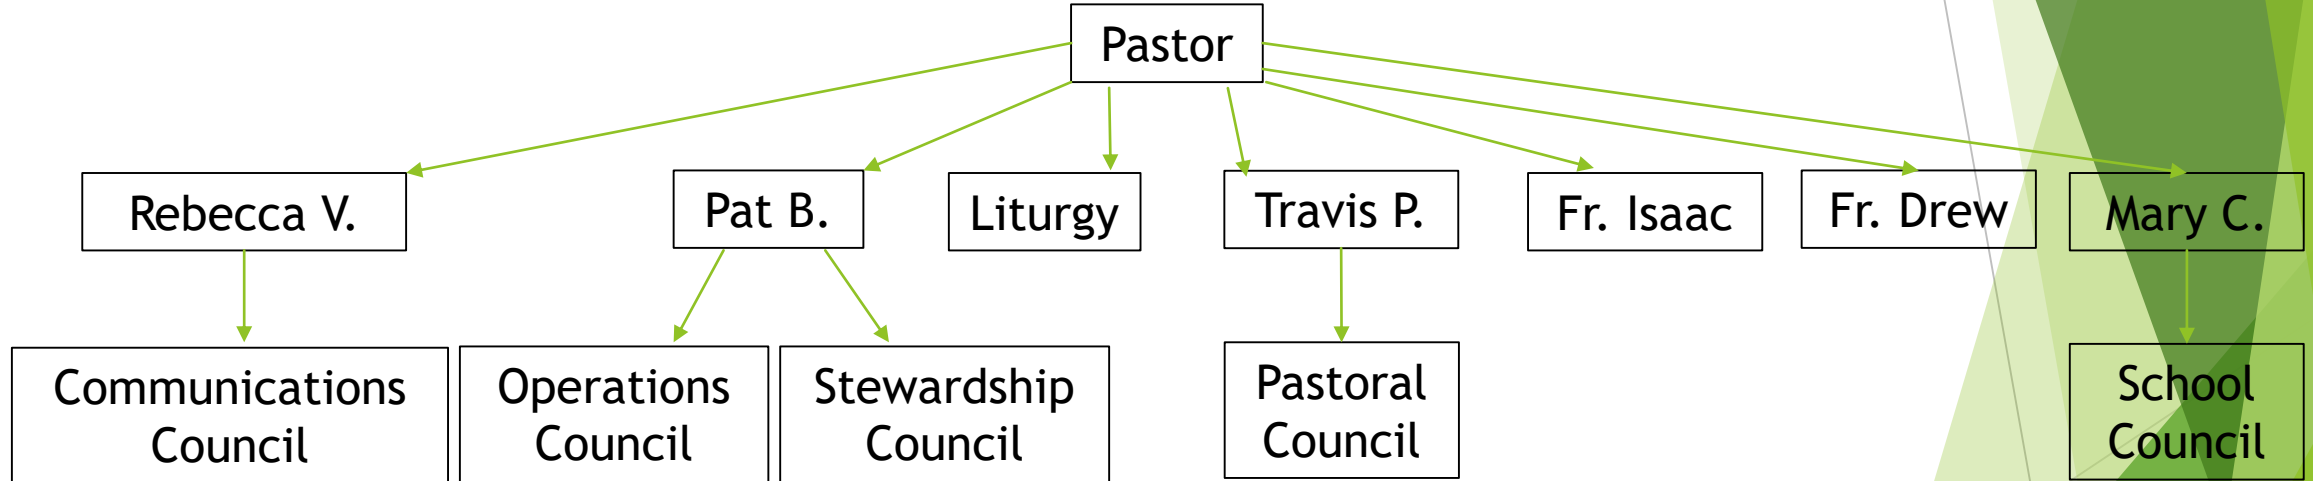 Pastor
Rebecca V.
Pat B.
Liturgy
Travis P.
Fr. Isaac
Fr. Drew
Mary C.
Communications
Council
Operations
Council
Stewardship
Council
Pastoral
Council
School
Council